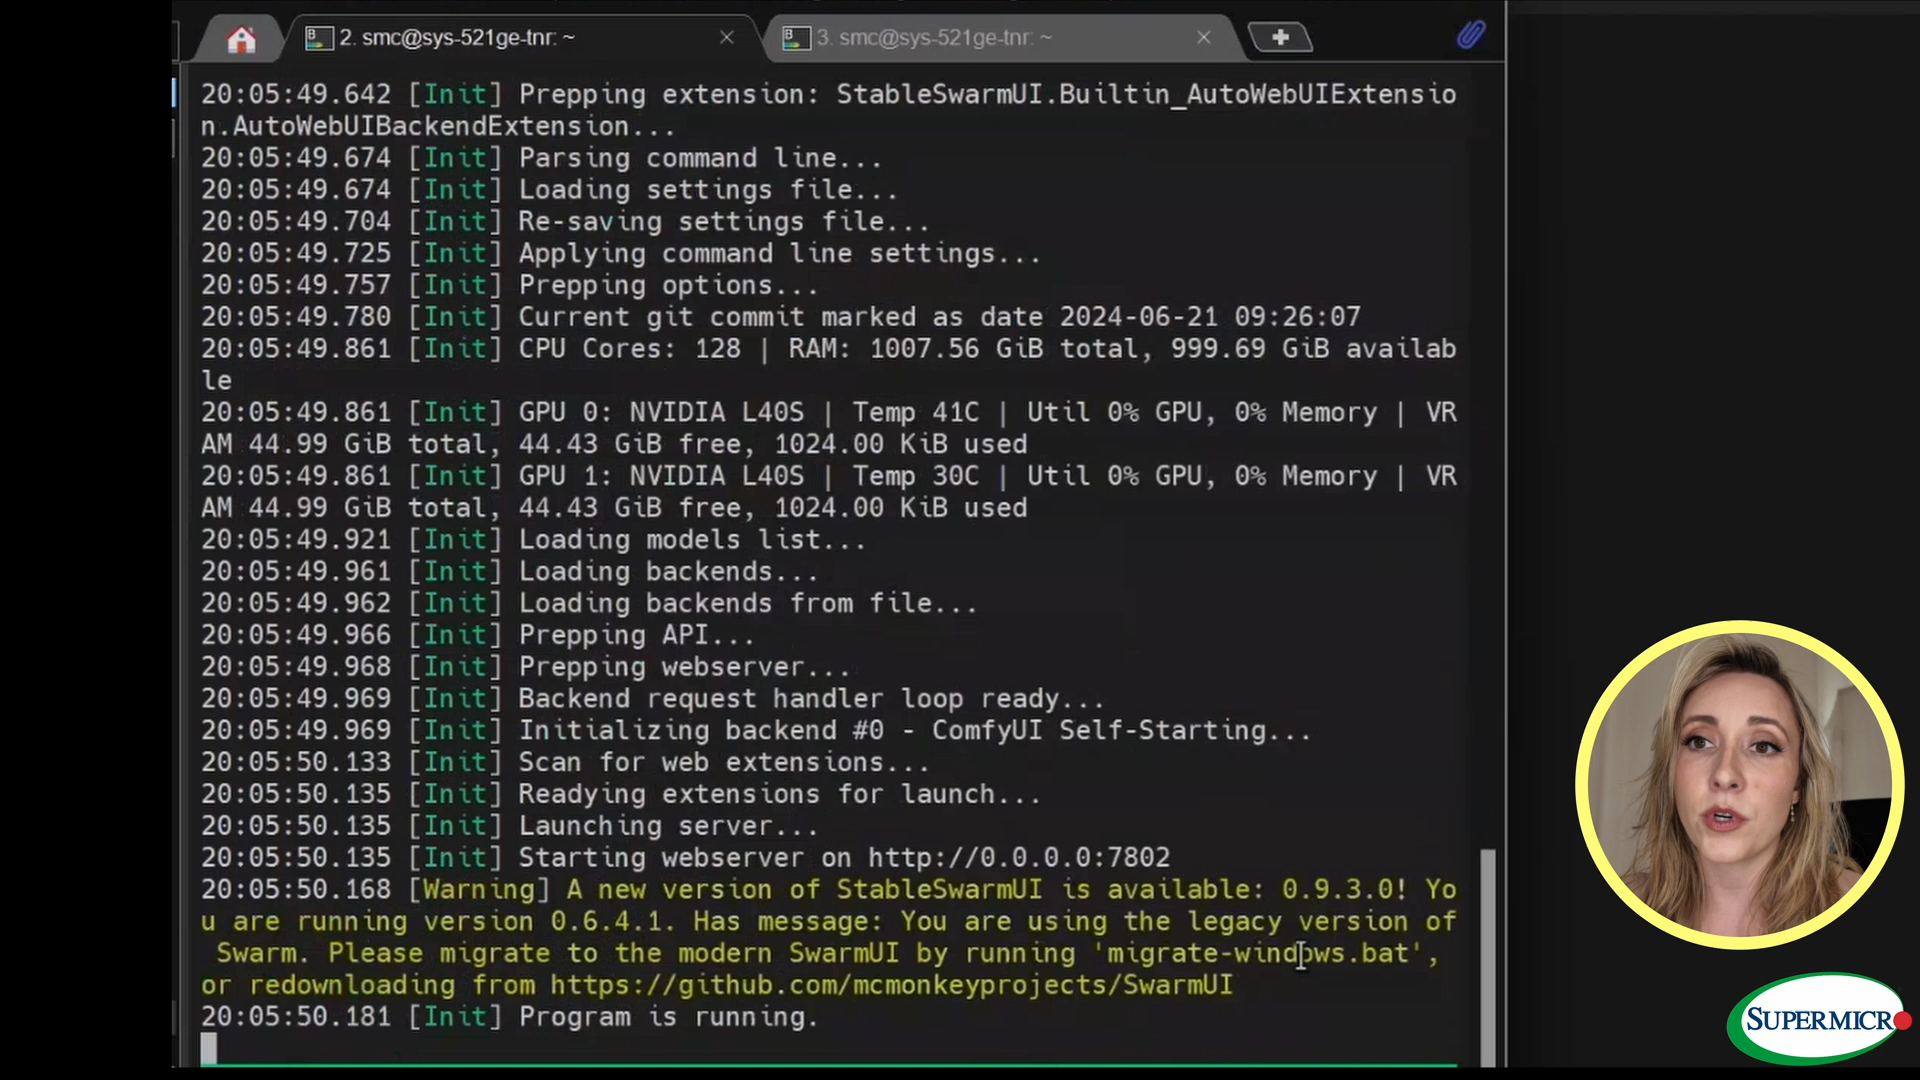 2. smc@sys-521ge-tnr: ~
3. smc@sys-521ge-tnr: ~
20:05:49.642 [Init] Prepping extension: StableSwarmUI.Builtin_AutoWebUIExtensio
n.AutoWebUIBackendExtension...
20:05:49.674 [Init] Parsing command line...
20:05:49.674 [Init] Loading settings file...
20:05:49.704 [Init] Re-saving settings file...
20:05:49.725 [Init] Applying command line settings...
20:05:49.757 [Init] Prepping options...
20:05:49.780 [Init] Current git commit marked as date 2024-06-21 09:26:07
20:05:49.861 [Init] CPU Cores: 128 | RAM: 1007.56 GiB total, 999.69 GiB availab
le
20:05:49.861 [Init] GPU 0: NVIDIA L40S | Temp 41C | Util 0% GPU, 0% Memory | VR
AM 44.99 GiB total, 44.43 GiB free, 1024.00 KiB used
20:05:49.861 [Init] GPU 1: NVIDIA L40S | Temp 30C | Util 0% GPU, 0% Memory | VR
AM 44.99 GiB total, 44.43 GiB free, 1024.00 KiB used
20:05:49.921 [Init] Loading models list...
20:05:49.961 [Init] Loading backends...
20:05:49.962 [Init] Loading backends from file...
20:05:49.966 [Init] Prepping API...
20:05:49.968 [Init] Prepping webserver...
20:05:49.969 [Init] Backend request handler loop ready...
20:05:49.969 [Init] Initializing backend #0 - ComfyUI Self-Starting...
20:05:50.133 [Init] Scan for web extensions...
20:05:50.135 [Init] Readying extensions for launch...
20:05:50.135 [Init] Launching server...
20:05:50.135 [Init] Starting webserver on http://0.0.0.0:7802
20:05:50.168 [Warning] A new version of StableSwarmUI is available: 0.9.3.0! Yo
u are running version 0.6.4.1. Has message: You are using the legacy version of
Swarm. Please migrate to the modern SwarmUI by running 'migrate-windows.bat',
or redownloading from https://github.com/mcmonkeyprojects/SwarmUI
20:05:50.181 [Init] Program is running.
SUPERMICR